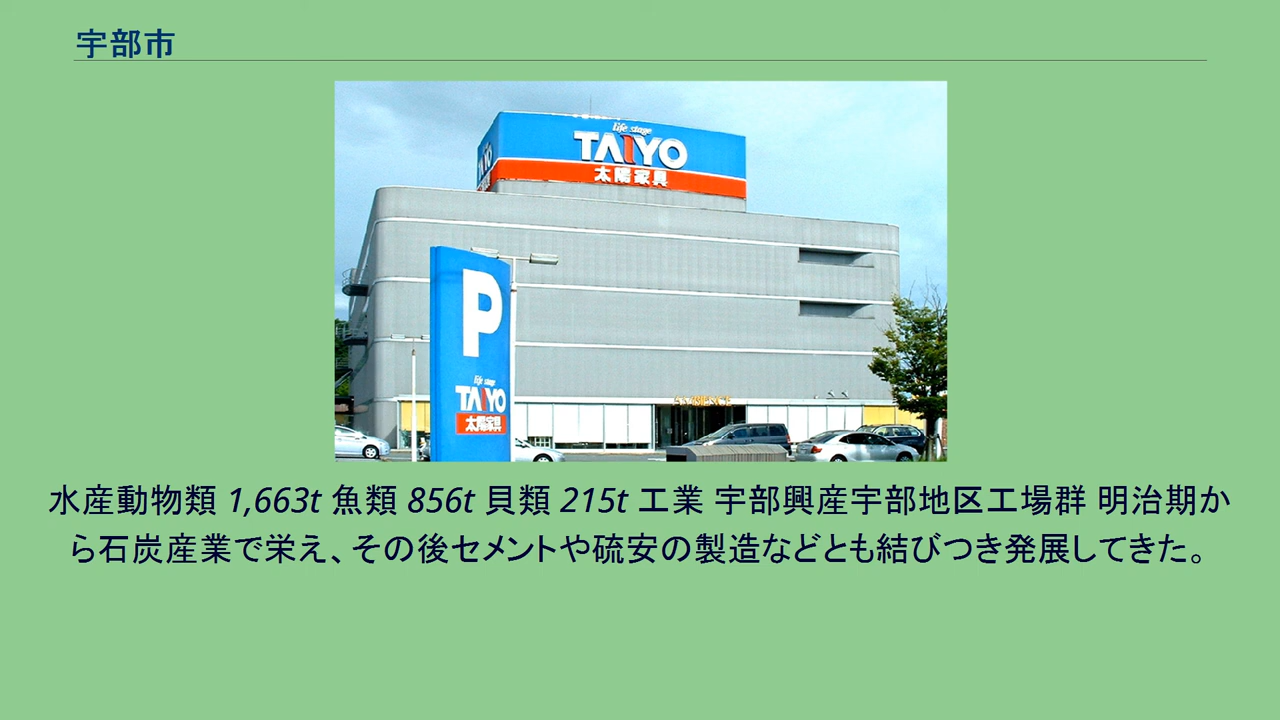 宇部市
life stage
TAIYO
太陽家具
TAIYO
P
life stage
TAIYO
太陽家具
水産動物類 1,663t 魚類 856t 貝類 215t 工業 宇部興産宇部地区工場群 明治期か
ら石炭産業で栄え、その後セメントや硫安の製造などとも結びつき発展してきた。